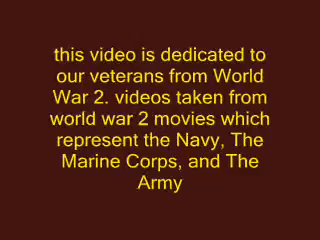 this video is dedicated to
our veterans from World
War 2. videos taken from
world war 2 movies which
represent the Navy, The
Marine Corps, and The
Army